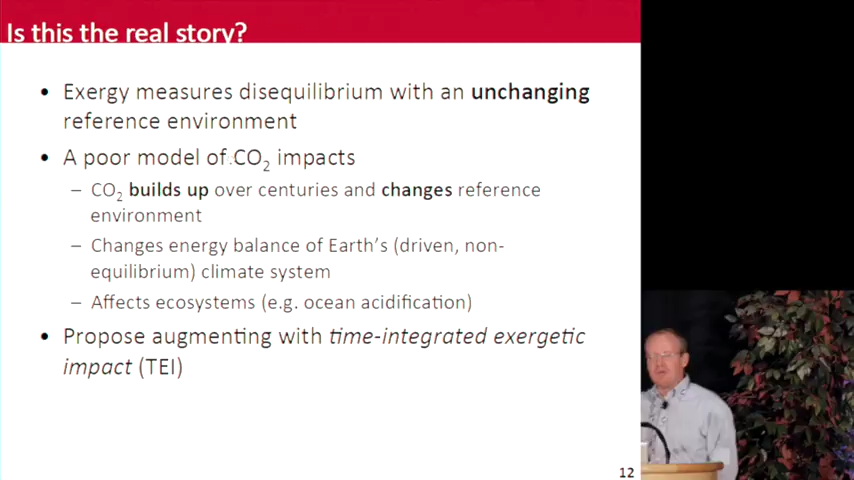 Is this the real story?
• Exergy measures disequilibrium with an unchanging
reference environment
• A poor model of CO₂ impacts
– CO₂ builds up over centuries and changes reference
environment
– Changes energy balance of Earth's (driven, non-
equilibrium) climate system
– Affects ecosystems (e.g. ocean acidification)
• Propose augmenting with time-integrated exergetic
impact (TEI)
12